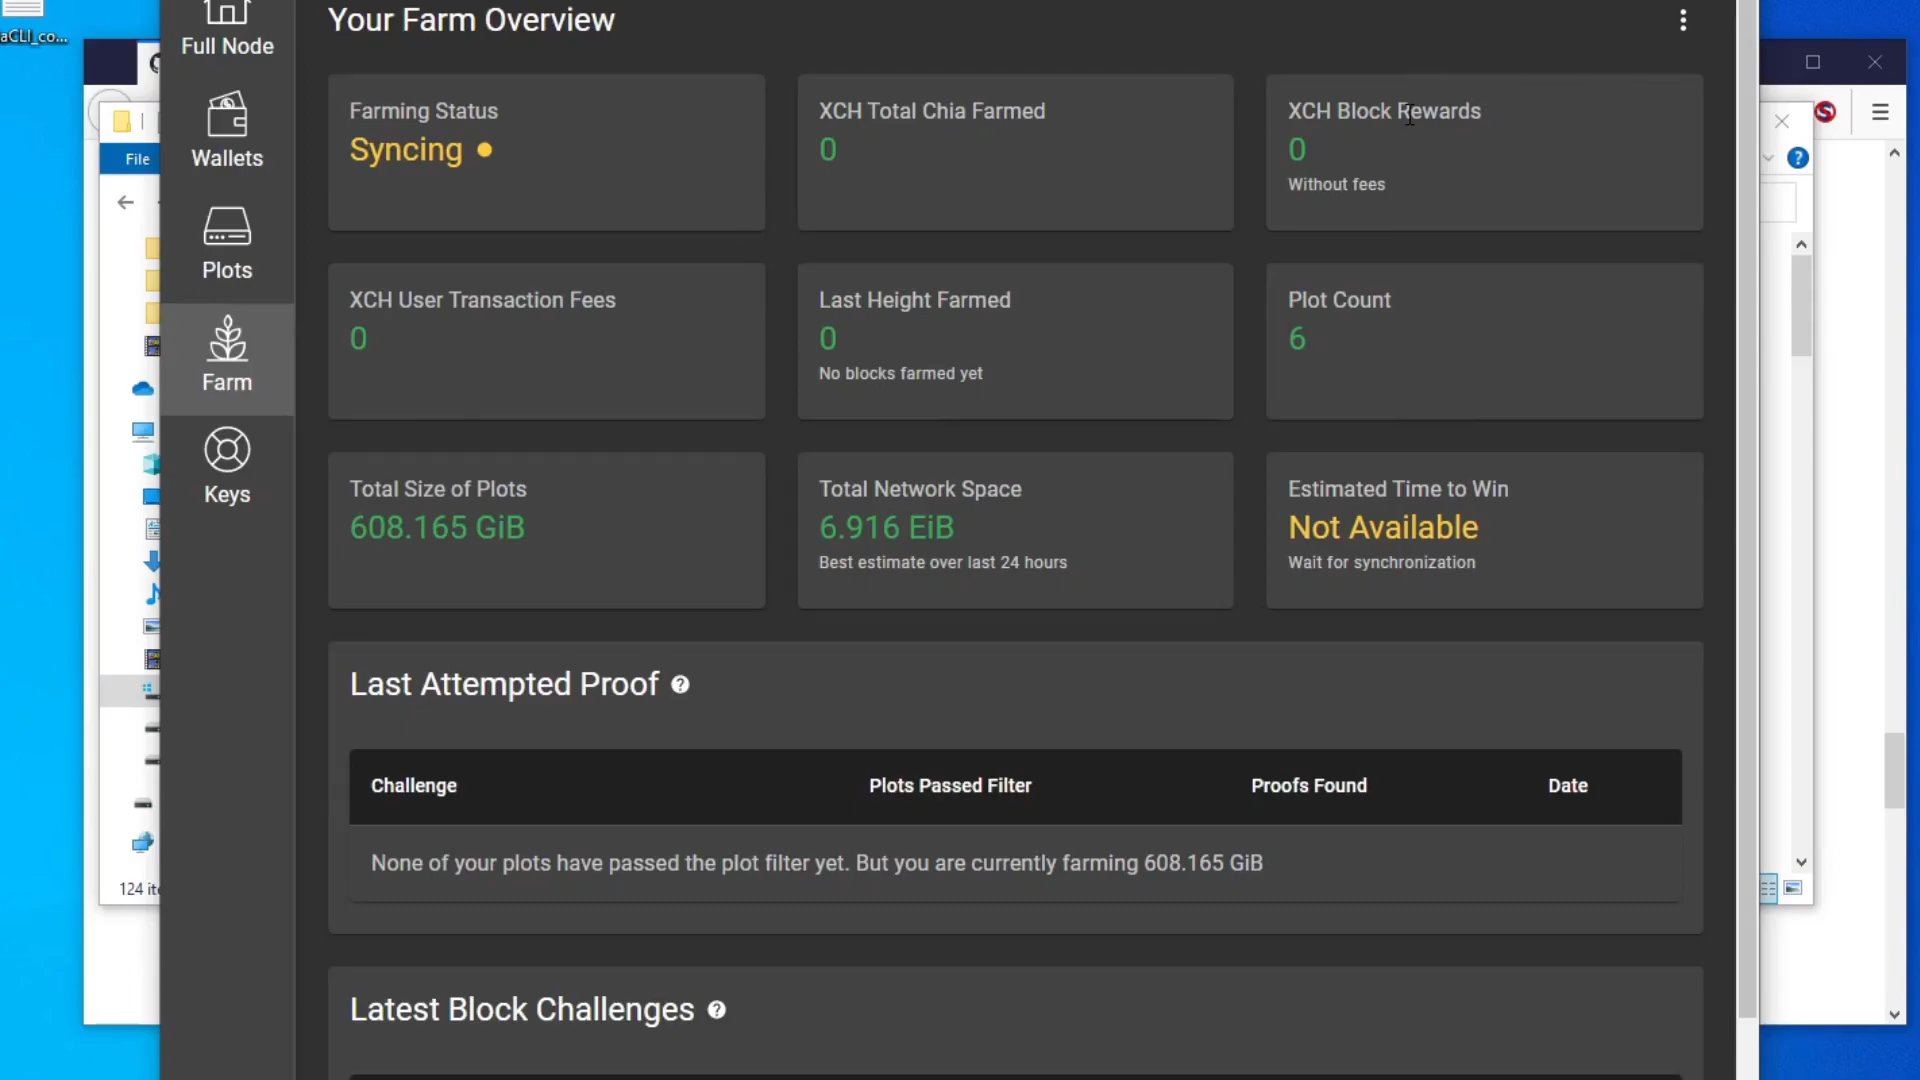 aCLI_co...
Full Node
Wallets
Plots
Farm
Keys
File
124 ite
Your Farm Overview
Farming Status
Syncing
XCH Total Chia Farmed
0
XCH Block Rewards
0
Without fees
XCH User Transaction Fees
0
Last Height Farmed
0
No blocks farmed yet
Plot Count
6
Total Size of Plots
608.165 GiB
Total Network Space
6.916 EiB
Best estimate over last 24 hours
Estimated Time to Win
Not Available
Wait for synchronization
Last Attempted Proof
Challenge Plots Passed Filter Proofs Found Date
None of your plots have passed the plot filter yet. But you are currently farming 608.165 GiB
Latest Block Challenges